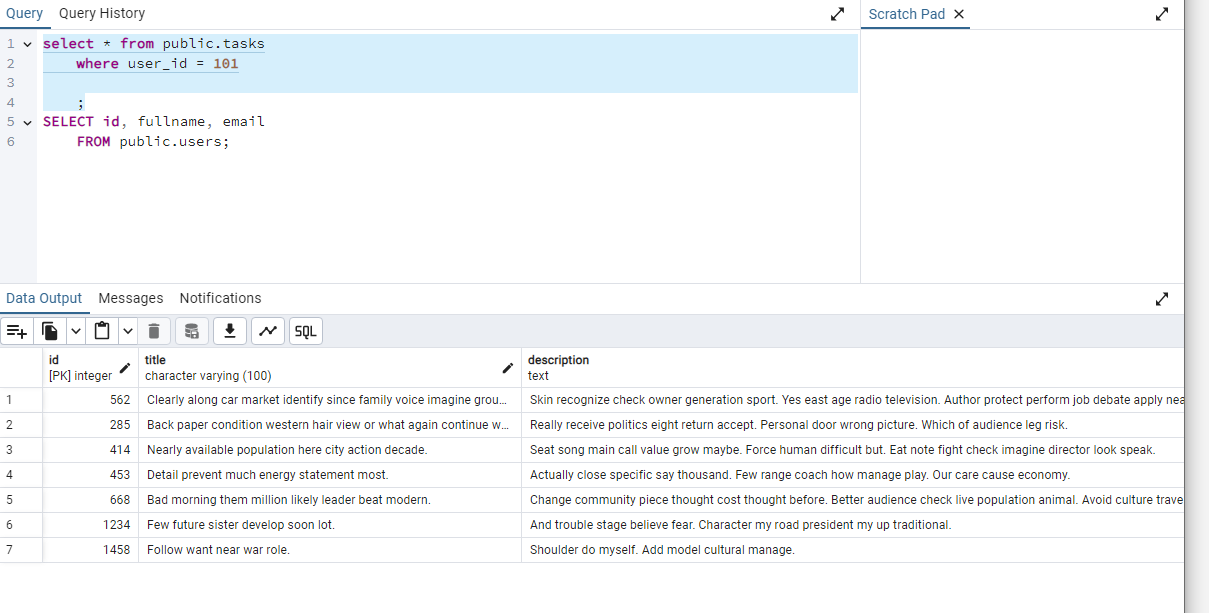 Query Query History
Scratch Pad ✕
1 select * from public.tasks
2 where user_id = 101
3
4 ;
5 SELECT id, fullname, email
6 FROM public.users;
Data Output Messages Notifications
SQL
id title description
[PK] integer character varying (100) text
1 562 Clearly along car market identify since family voice imagine grou... Skin recognize check owner generation sport. Yes east age radio television. Author protect perform job debate apply nea
2 285 Back paper condition western hair view or what again continue w... Really receive politics eight return accept. Personal door wrong picture. Which of audience leg risk.
3 414 Nearly available population here city action decade. Seat song main call value grow maybe. Force human difficult but. Eat note fight check imagine director look speak.
4 453 Detail prevent much energy statement most. Actually close specific say thousand. Few range coach how manage play. Our care cause economy.
5 668 Bad morning them million likely leader beat modern. Change community piece thought cost thought before. Better audience check live population animal. Avoid culture trave
6 1234 Few future sister develop soon lot. And trouble stage believe fear. Character my road president my up traditional.
7 1458 Follow want near war role. Shoulder do myself. Add model cultural manage.